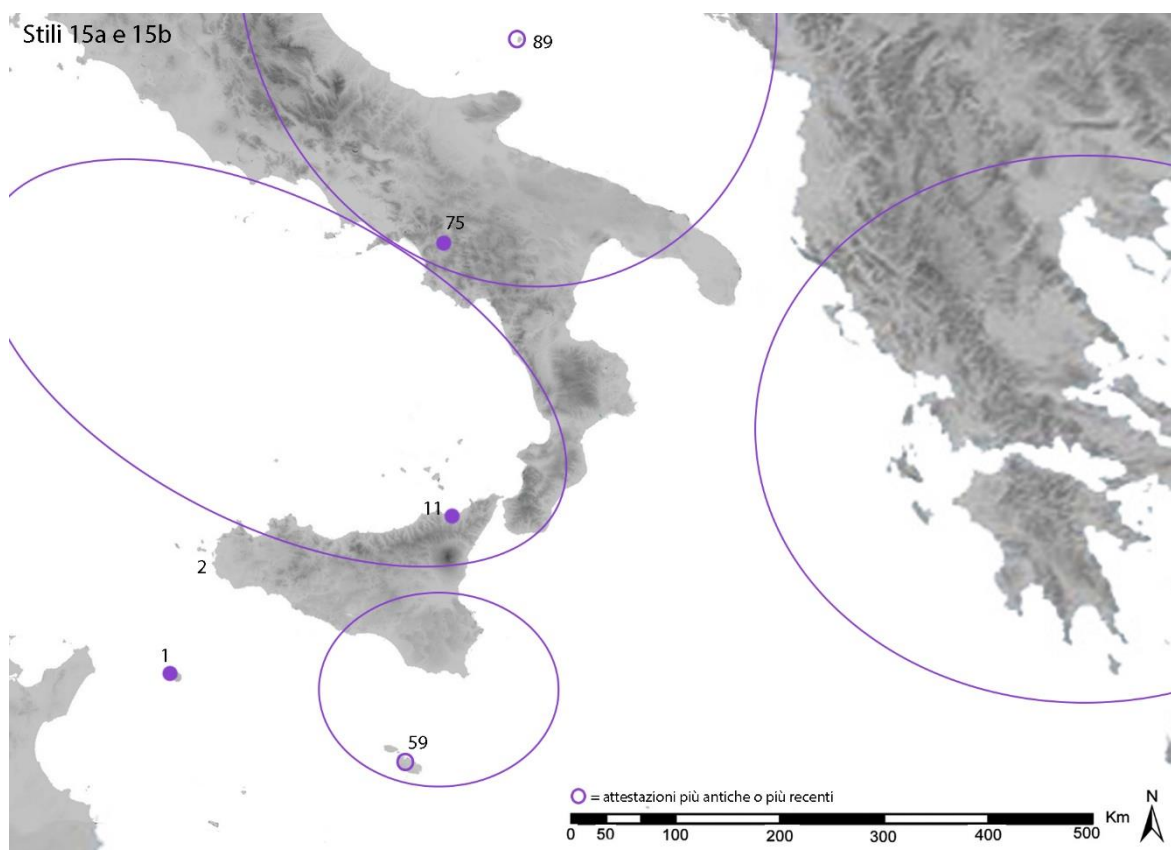 Stili 15a e 15b
89
75
11
2
1
59
= attestazioni più antiche o più recenti
N
Km
0 50 100 200 300 400 500